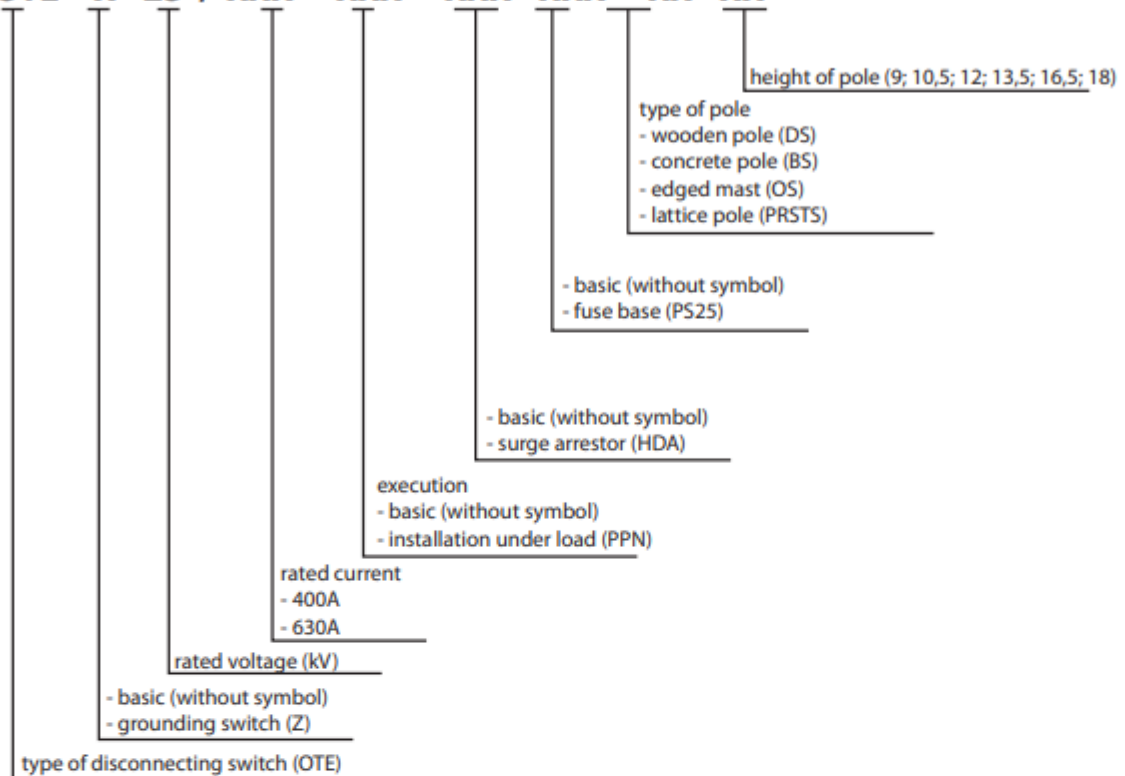 height of pole (9; 10,5; 12; 13,5; 16,5; 18)
type of pole
- wooden pole (DS)
- concrete pole (BS)
- edged mast (OS)
- lattice pole (PRSTS)
- basic (without symbol)
- fuse base (PS25)
- basic (without symbol)
- surge arrestor (HDA)
execution
- basic (without symbol)
- installation under load (PPN)
rated current
- 400A
- 630A
rated voltage (kV)
- basic (without symbol)
- grounding switch (Z)
type of disconnecting switch (OTE)